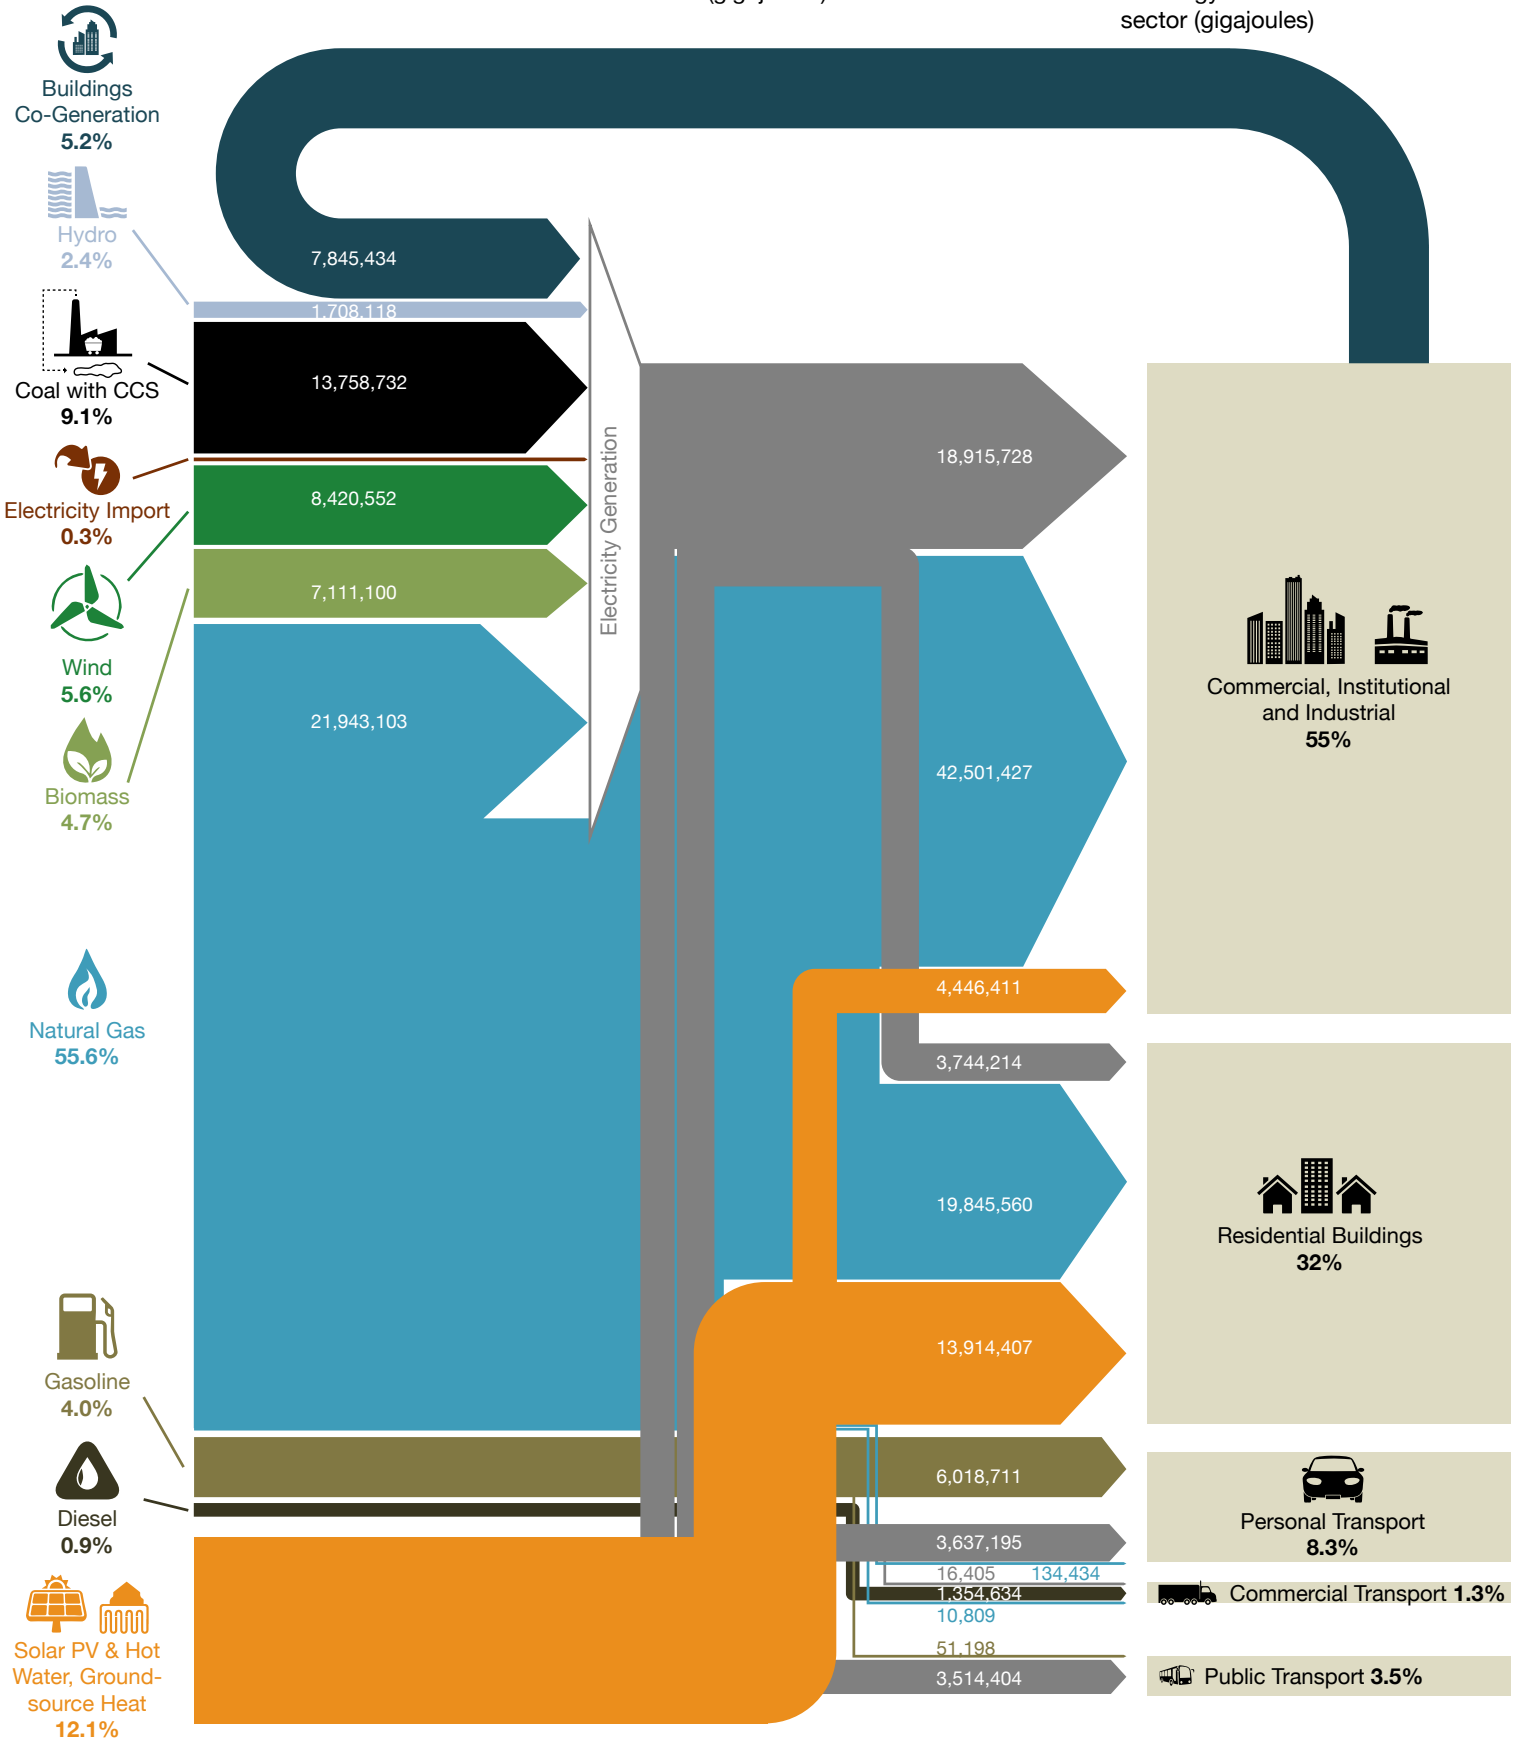 sector (gigajoules)
Buildings
Co-Generation
5.2%
Hydro
2.4%
Coal with CCS
9.1%
Electricity Import
0.3%
Wind
5.6%
Biomass
4.7%
Natural Gas
55.6%
Gasoline
4.0%
Diesel
0.9%
Solar PV & Hot
Water, Ground-
source Heat
12.1%
7,845,434
1,708,118
13,758,732
8,420,552
7,111,100
21,943,103
Electricity Generation
18,915,728
42,501,427
4,446,411
3,744,214
19,845,560
13,914,407
6,018,711
3,637,195
16,405 134,434
1,354,634
10,809
51,198
3,514,404
Commercial, Institutional
and Industrial
55%
Residential Buildings
32%
Personal Transport
8.3%
Commercial Transport 1.3%
Public Transport 3.5%